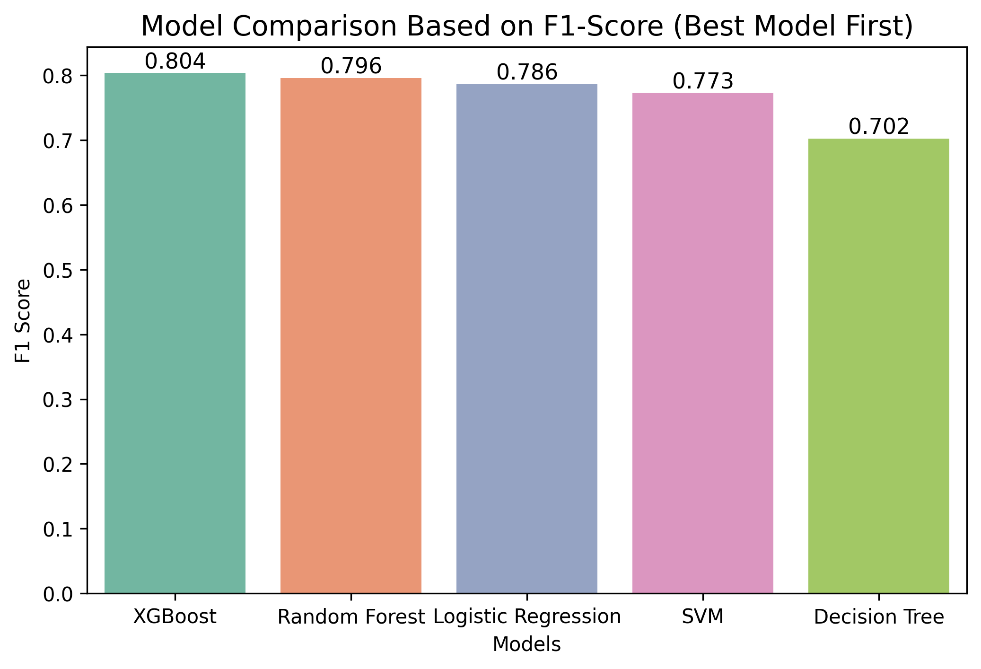 Model Comparison Based on F1-Score (Best Model First)
0.804
0.796
0.786
0.773
0.702
0.8
0.7
0.6
0.5
0.4
0.3
0.2
0.1
0.0
F1 Score
XGBoost
Random Forest
Logistic Regression
SVM
Decision Tree
Models